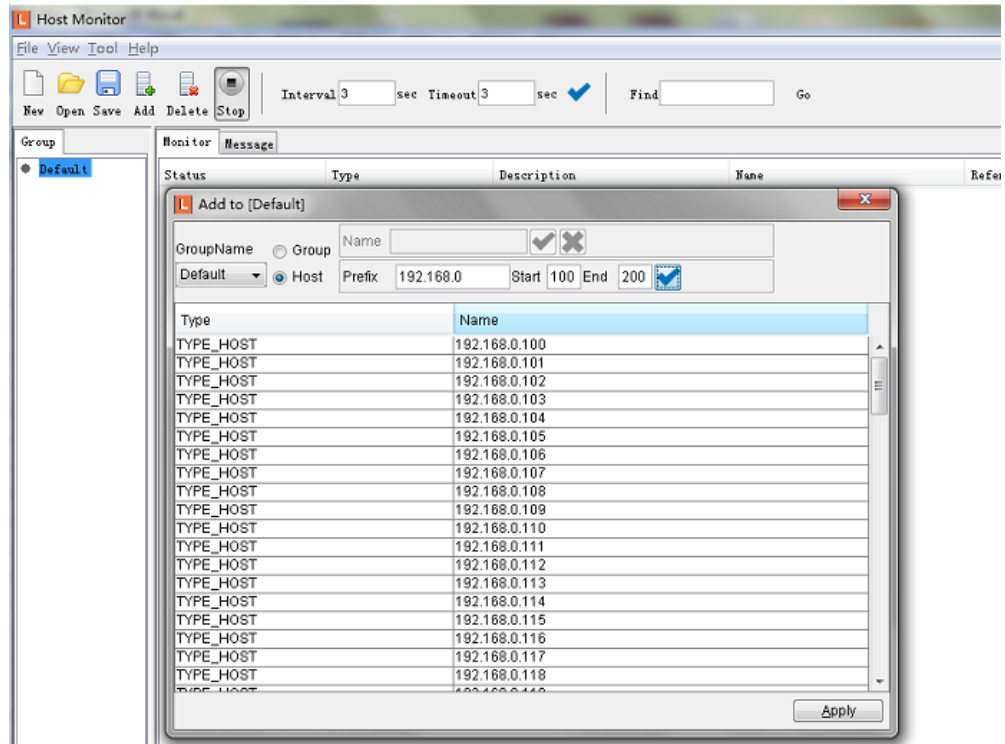 Host Monitor
File View Tool Help
New Open Save Add Delete Stop
Interval 3 sec Timeout 3 sec Find Go
Group
Monitor Message
Default
Status Type Description Name Refer
L Add to [Default]
GroupName Group Name
Default Host Prefix 192.168.0 Start 100 End 200
Type Name
TYPE_HOST 192.168.0.100
TYPE_HOST 192.168.0.101
TYPE_HOST 192.168.0.102
TYPE_HOST 192.168.0.103
TYPE_HOST 192.168.0.104
TYPE_HOST 192.168.0.105
TYPE_HOST 192.168.0.106
TYPE_HOST 192.168.0.107
TYPE_HOST 192.168.0.108
TYPE_HOST 192.168.0.109
TYPE_HOST 192.168.0.110
TYPE_HOST 192.168.0.111
TYPE_HOST 192.168.0.112
TYPE_HOST 192.168.0.113
TYPE_HOST 192.168.0.114
TYPE_HOST 192.168.0.115
TYPE_HOST 192.168.0.116
TYPE_HOST 192.168.0.117
TYPE_HOST 192.168.0.118
Apply